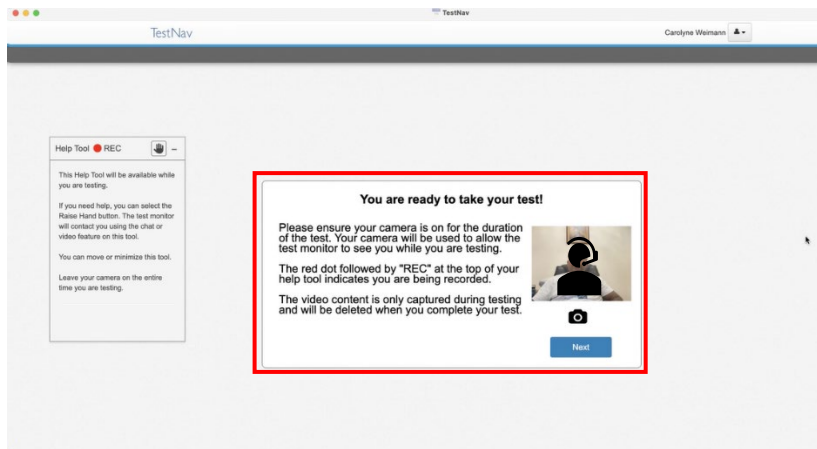 TestNav
TestNav
Carolyne Weimann
Help Tool REC
This Help Tool will be available while
you are testing.
If you need help, you can select the
Raise Hand button. The test monitor
will contact you using the chat or
video feature on this tool.
You can move or minimize this tool.
Leave your camera on the entire
time you are testing.
You are ready to take your test!
Please ensure your camera is on for the duration
of the test. Your camera will be used to allow the
test monitor to see you while you are testing.
The red dot followed by "REC" at the top of your
help tool indicates you are being recorded.
The video content is only captured during testing
and will be deleted when you complete your test.
Next